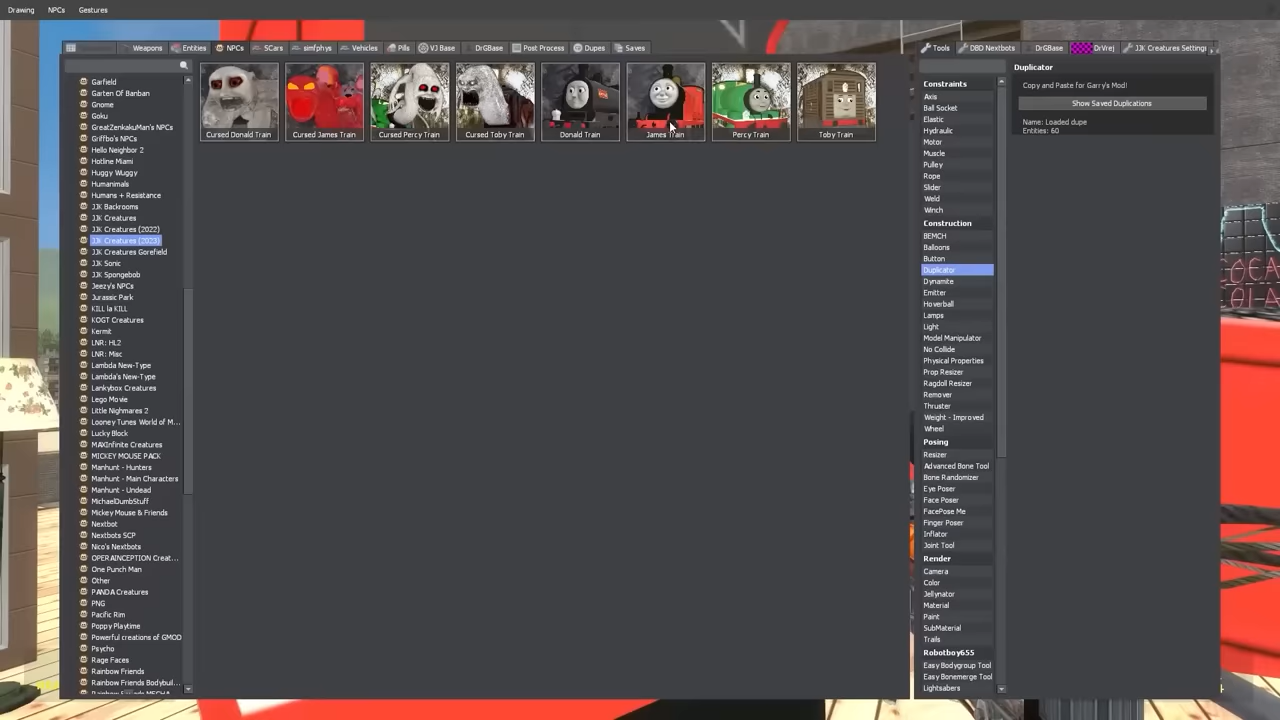 Drawing NPCs Gestures
Weapons Entities NPCs SCars simfphys Vehicles Pills VJ Base DrGBase Post Process Dupes Saves
Garfield
Garten Of Banban
Gnome
Goku
GreatZenkakuMan's NPCs
Griffbo's NPCs
Hello Neighbor 2
Hotline Miami
Huggy Wuggy
Humanimals
Humans + Resistance
JJK Backrooms
JJK Creatures
JJK Creatures (2022)
JJK Creatures (2023)
JJK Creatures Gorefield
JJK Sonic
JJK Spongebob
Jeezy's NPCs
Jurassic Park
KILL la KILL
KOGT Creatures
Kermit
LNR: HL2
LNR: Misc
Lambda New-Type
Lambda's New-Type
Lankybox Creatures
Lego Movie
Little Nighmares 2
Looney Tunes World of M...
Lucky Block
MAXInfinite Creatures
MICKEY MOUSE PACK
Manhunt - Hunters
Manhunt - Main Characters
Manhunt - Undead
MichaelDumbStuff
Mickey Mouse & Friends
Nextbot
Nextbots SCP
Nico's Nextbots
OPERAINCEPTION Creat...
One Punch Man
Other
PANDA Creatures
PNG
Pacific Rim
Poppy Playtime
Powerful creations of GMOD
Psycho
Rage Faces
Rainbow Friends
Rainbow Friends Bodybuil...
Rainbow Friends MECHA
Cursed Donald Train
Cursed James Train
Cursed Percy Train
Cursed Toby Train
Donald Train
James Train
Percy Train
Toby Train
Tools DBD Nextbots DrGBase DrVrej JJK Creatures Settings
Constraints
Axis
Ball Socket
Elastic
Hydraulic
Motor
Muscle
Pulley
Rope
Slider
Weld
Winch
Construction
BEMCH
Balloons
Button
Duplicator
Dynamite
Emitter
Hoverball
Lamps
Light
Model Manipulator
No Collide
Physical Properties
Prop Resizer
Ragdoll Resizer
Remover
Thruster
Weight - Improved
Wheel
Posing
Resizer
Advanced Bone Tool
Bone Randomizer
Eye Poser
Face Poser
FacePose Me
Finger Poser
Inflator
Joint Tool
Render
Camera
Color
Jellynator
Material
Paint
SubMaterial
Trails
Robotboy655
Easy Bodygroup Tool
Easy Bonemerge Tool
Lightsabers
Duplicator
Copy and Paste for Garry's Mod!
Show Saved Duplications
Name: Loaded dupe
Entities: 60